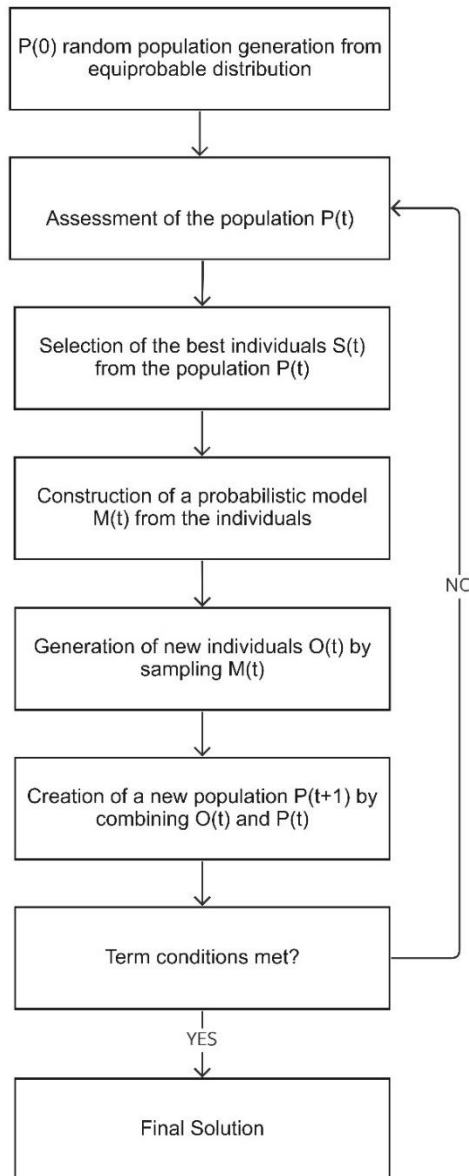 P(0) random population generation from
equiprobable distribution
Assessment of the population P(t)
Selection of the best individuals S(t)
from the population P(t)
Construction of a probabilistic model
M(t) from the individuals
NO
Generation of new individuals O(t) by
sampling M(t)
Creation of a new population P(t+1) by
combining O(t) and P(t)
Term conditions met?
YES
Final Solution